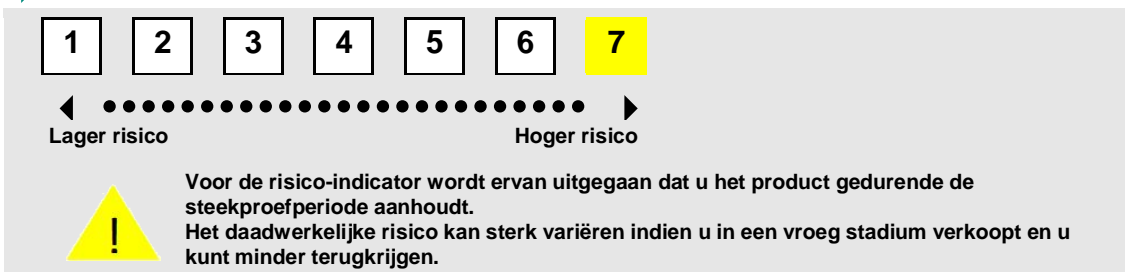 1 2 3 4 5 6 7
Lager risico Hoger risico
!
Voor de risico-indicator wordt ervan uitgegaan dat u het product gedurende de
steekproefperiode aanhoudt.
Het daadwerkelijke risico kan sterk variëren indien u in een vroeg stadium verkoopt en u
kunt minder terugkrijgen.